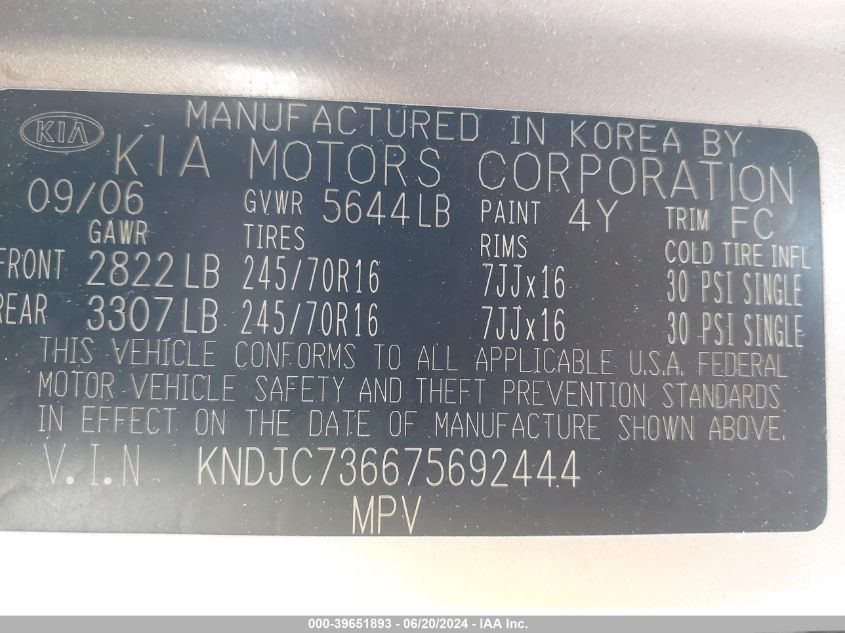 KIA
MANUFACTURED IN KOREA BY
KIA MOTORS CORPORATION
09/06 GVWR 5644LB PAINT 4Y TRIM FC
GAWR TIRES RIMS COLD TIRE INFL
FRONT 2822LB 245/70R16 7JJx16 30 PSI SINGLE
REAR 3307LB 245/70R16 7JJx16 30 PSI SINGLE
THIS VEHICLE CONFORMS TO ALL APPLICABLE U.S.A. FEDERAL
MOTOR VEHICLE SAFETY AND THEFT PREVENTION STANDARDS
IN EFFECT ON THE DATE OF MANUFACTURE SHOWN ABOVE.
V.I.N KNDJC736675692444
MPV
000-39651893 - 06/20/2024 - IAA Inc.